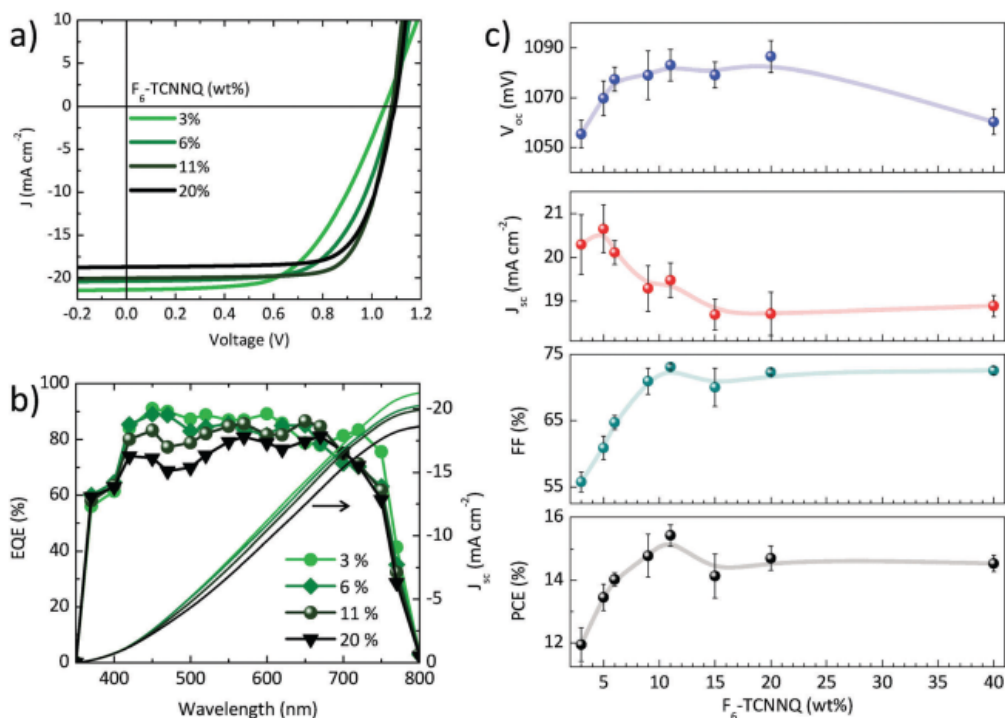 a)
10
5
0
-5
-10
-15
-20
J (mA cm-2)
F6-TCNNQ (wt%)
3%
6%
11%
20%
-0.2 0.0 0.2 0.4 0.6 0.8 1.0 1.2
Voltage (V)
b)
100
80
60
40
20
0
EQE (%)
-20
-15
-10
-5
0
Jsc (mA cm-2)
3 %
6 %
11 %
20 %
400 500 600 700 800
Wavelength (nm)
c)
1090
1070
1050
Voc (mV)
21
20
19
Jsc (mA cm-2)
75
65
55
FF (%)
16
14
12
PCE (%)
5 10 15 20 25 30 35 40
F6-TCNNQ (wt%)